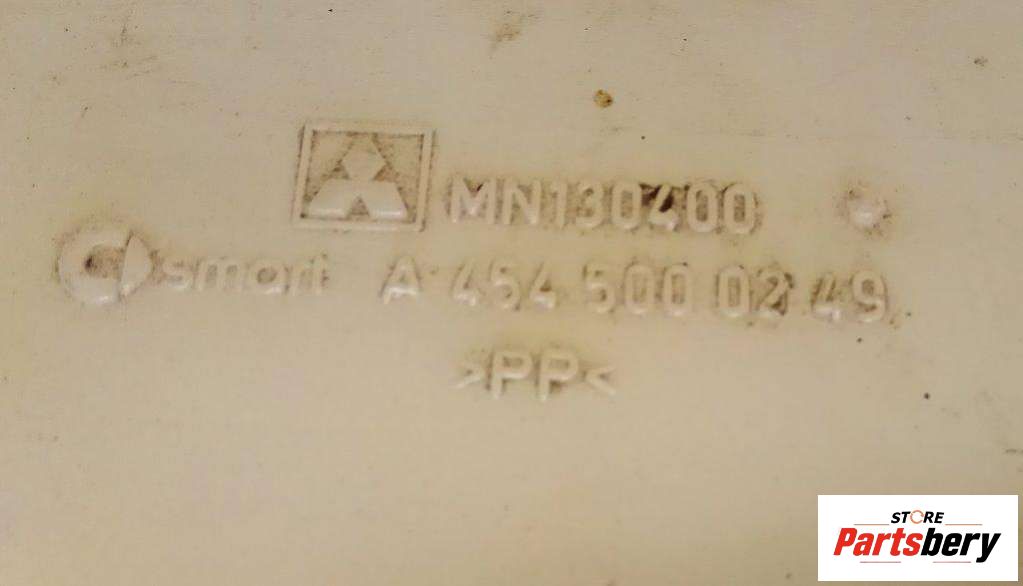 MN130400
smart A 454 500 02 49
>PP<
STORE
Partsbery